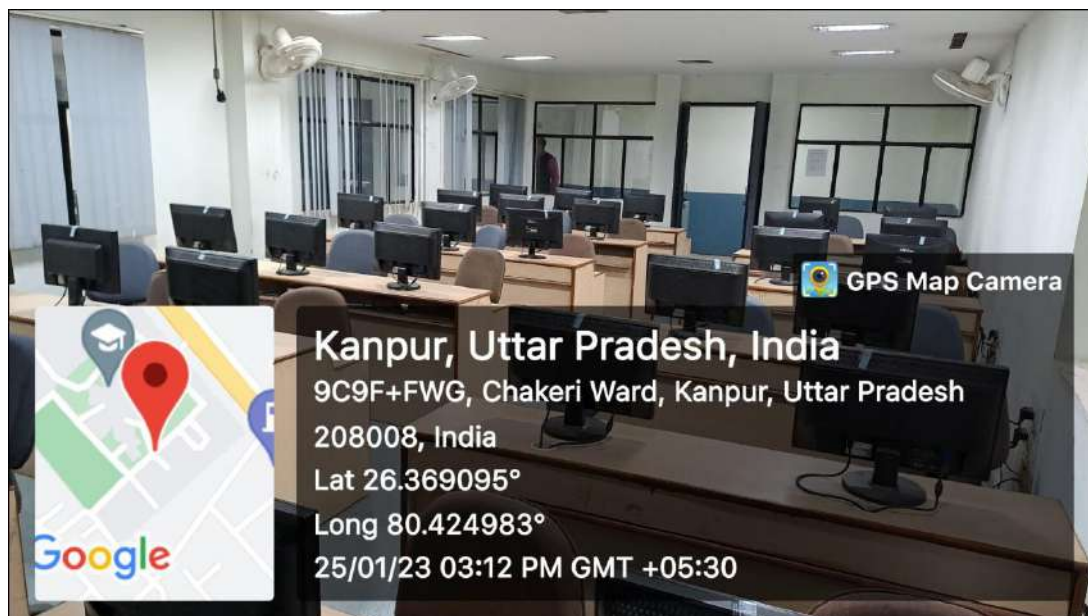 GPS Map Camera
Kanpur, Uttar Pradesh, India
9C9F+FWG, Chakeri Ward, Kanpur, Uttar Pradesh
208008, India
Lat 26.369095°
Long 80.424983°
25/01/23 03:12 PM GMT +05:30
Google